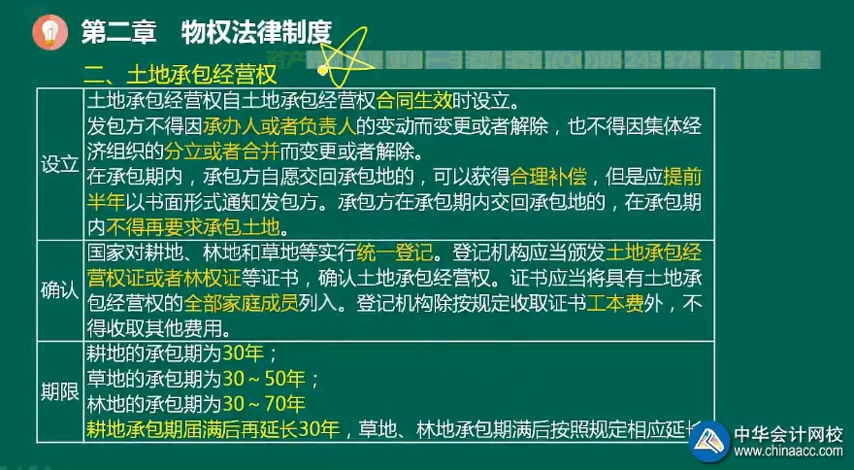 第二章 物权法律制度
二、土地承包经营权
设立
土地承包经营权自土地承包经营权合同生效时设立。
发包方不得因承办人或者负责人的变动而变更或者解除，也不得因集体经
济组织的分立或者合并而变更或者解除。
在承包期内，承包方自愿交回承包地的，可以获得合理补偿，但是应提前
半年以书面形式通知发包方。承包方在承包期内交回承包地的，在承包期
内不得再要求承包土地。
确认
国家对耕地、林地和草地等实行统一登记。登记机构应当颁发土地承包经
营权证或者林权证等证书，确认土地承包经营权。证书应当将具有土地承
包经营权的全部家庭成员列入。登记机构除按规定收取证书工本费外，不
得收取其他费用。
期限
耕地的承包期为30年；
草地的承包期为30～50年；
林地的承包期为30～70年
耕地承包期届满后再延长30年，草地、林地承包期满后按照规定相应延长
中华会计网校
www.chinaacc.com